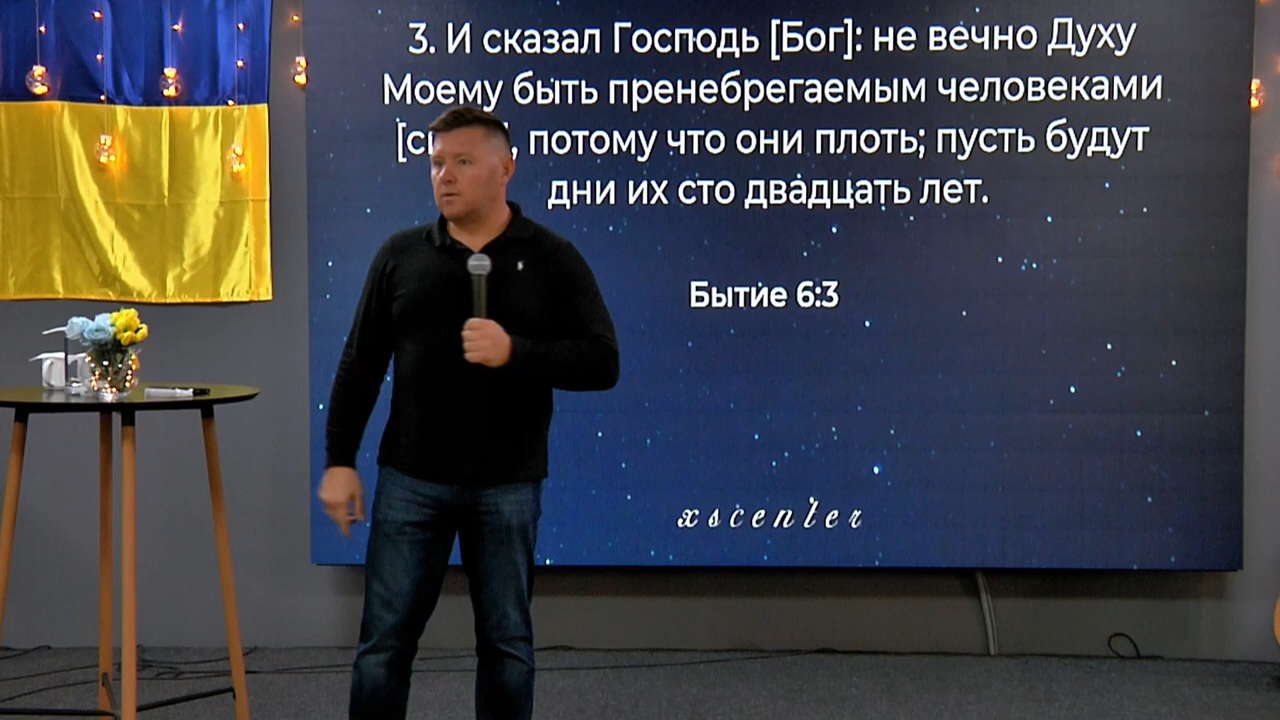 3. И сказал Господь [Бог]: не вечно Духу
Моему быть пренебрегаемым человеками
потому что они плоть; пусть будут
дни их сто двадцать лет.
Бытие 6:3
xscenter